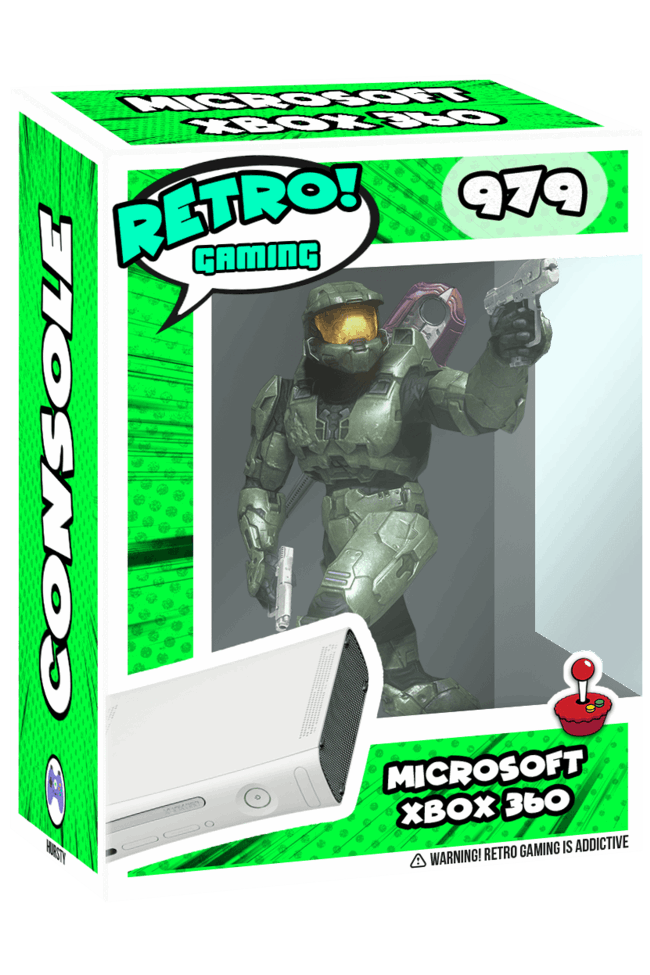 MICROSOFT
XBOX 360
RETRO!
GAMING
979
CONSOLE
HURSTY
MICROSOFT
XBOX 360
WARNING! RETRO GAMING IS ADDICTIVE